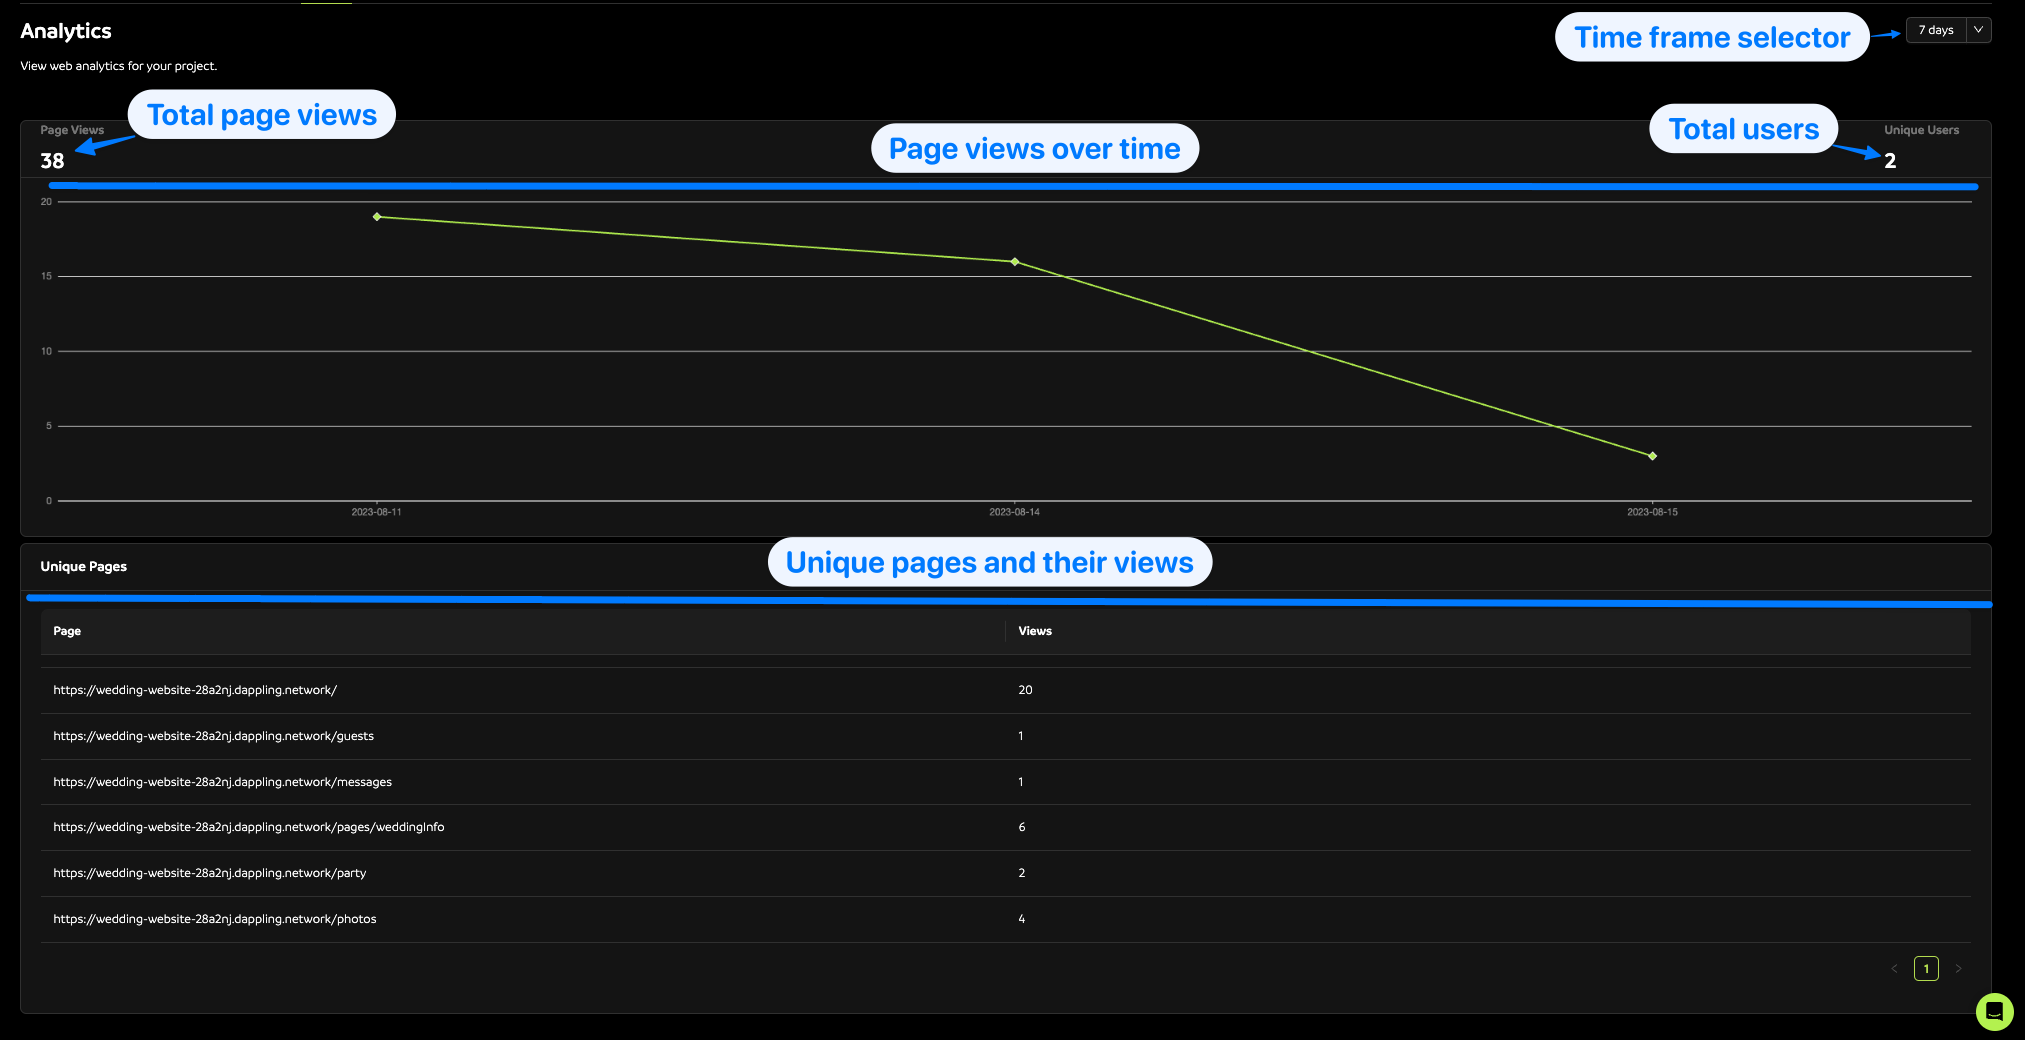 Analytics
Time frame selector
7 days
View web analytics for your project.
Total page views
Page Views
38
Page views over time
Total users
Unique Users
2
20
15
10
5
0
2023-08-11
2023-08-14
2023-08-15
Unique Pages
Unique pages and their views
Page
Views
https://wedding-website-28a2nj.dappling.network/
20
https://wedding-website-28a2nj.dappling.network/guests
1
https://wedding-website-28a2nj.dappling.network/messages
1
https://wedding-website-28a2nj.dappling.network/pages/weddingInfo
6
https://wedding-website-28a2nj.dappling.network/party
2
https://wedding-website-28a2nj.dappling.network/photos
4
1